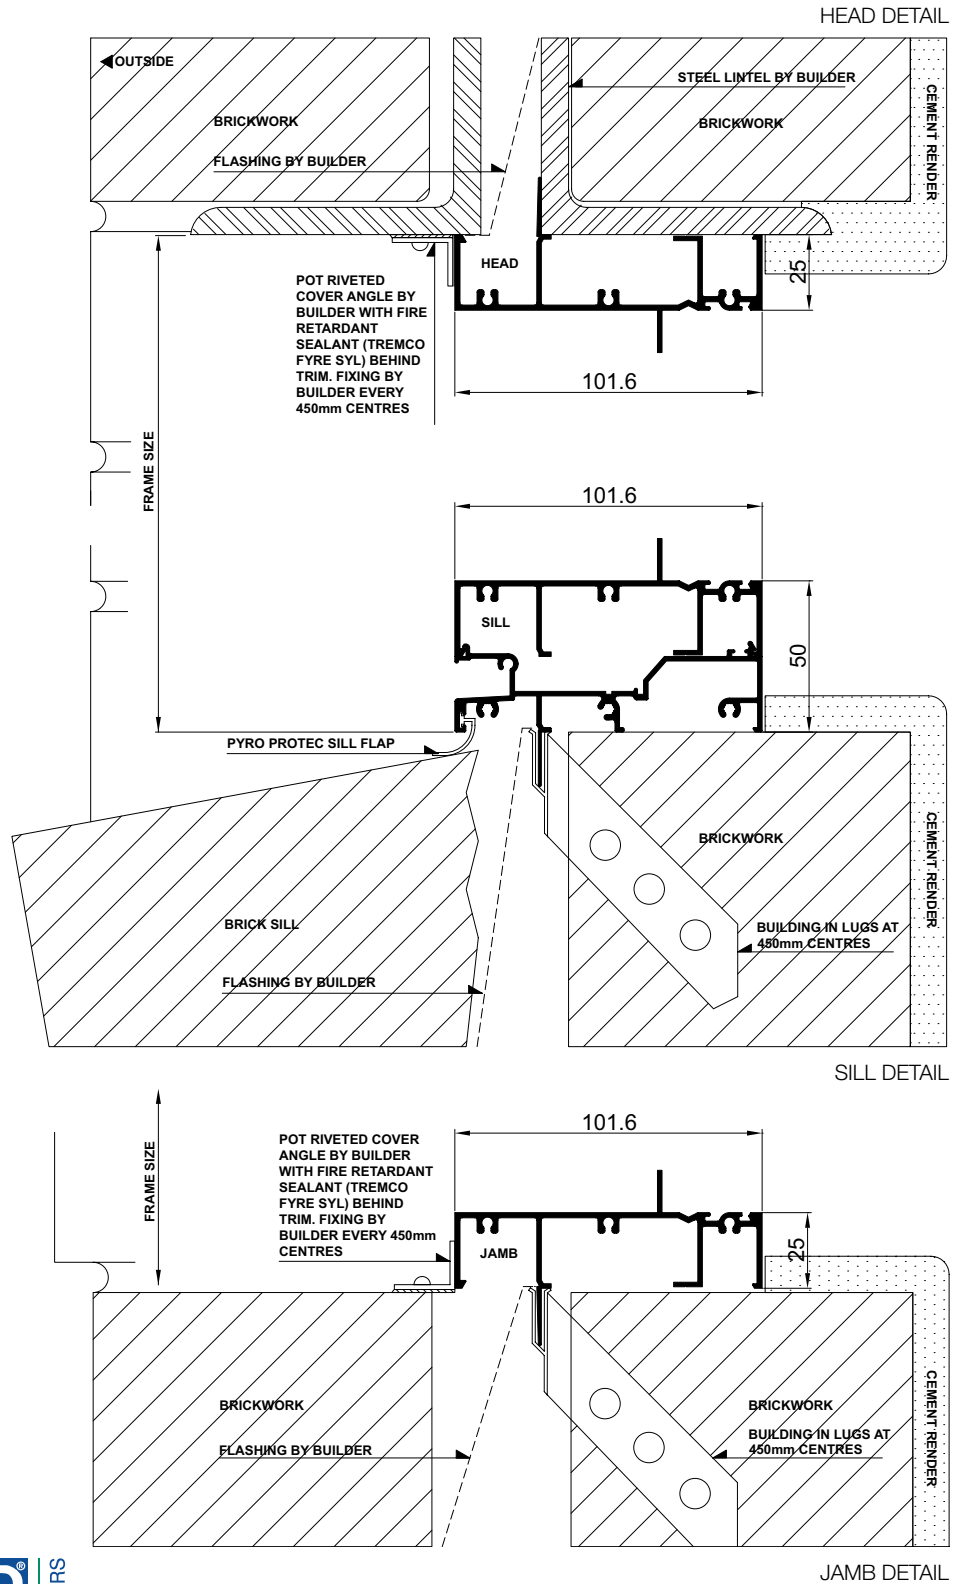 HEAD DETAIL
OUTSIDE
STEEL LINTEL BY BUILDER
BRICKWORK
BRICKWORK
CEMENT RENDER
FLASHING BY BUILDER
HEAD
25
POT RIVETED
COVER ANGLE BY
BUILDER WITH FIRE
RETARDANT
SEALANT (TREMCO
FYRE SYL) BEHIND
TRIM. FIXING BY
BUILDER EVERY
450mm CENTRES
101.6
FRAME SIZE
101.6
SILL
50
PYRO PROTEC SILL FLAP
BRICKWORK
CEMENT RENDER
BRICK SILL
BUILDING IN LUGS AT
450mm CENTRES
FLASHING BY BUILDER
SILL DETAIL
101.6
FRAME SIZE
POT RIVETED COVER
ANGLE BY BUILDER
WITH FIRE RETARDANT
SEALANT (TREMCO
FYRE SYL) BEHIND
TRIM. FIXING BY
BUILDER EVERY 450mm
CENTRES
JAMB
25
BRICKWORK
BRICKWORK
CEMENT RENDER
FLASHING BY BUILDER
BUILDING IN LUGS AT
450mm CENTRES
RS
JAMB DETAIL